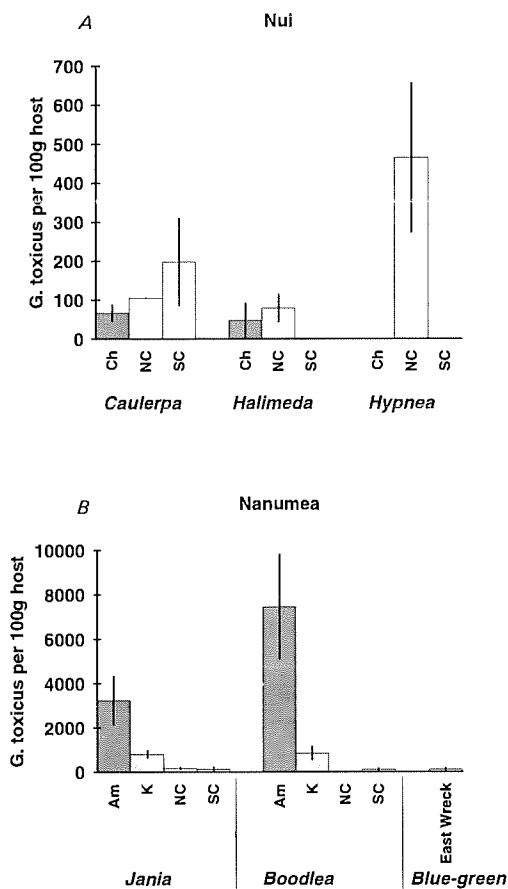 A Nui
700
600
500
400
300
200
100
0
G. toxicus per 100g host
Ch NC SC Ch NC SC Ch NC SC
Caulerpa Halimeda Hypnea
B Nanumea
10000
8000
6000
4000
2000
0
G. toxicus per 100g host
Am K NC SC Am K NC SC East Wreck
Jania Boodlea Blue-green